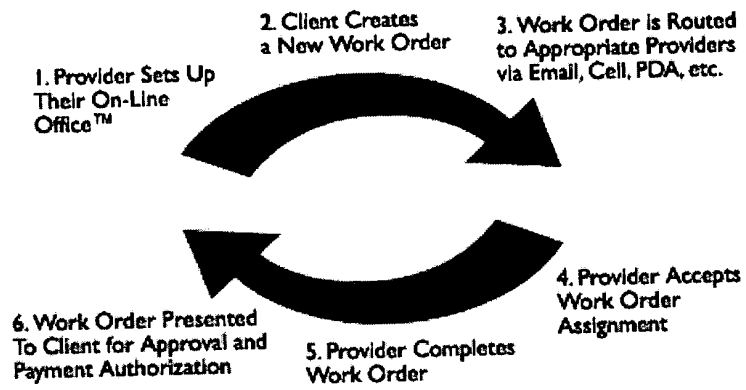 1. Provider Sets Up
Their On-Line
Office™
2. Client Creates
a New Work Order
3. Work Order is Routed
to Appropriate Providers
via Email, Cell, PDA, etc.
4. Provider Accepts
Work Order
Assignment
5. Provider Completes
Work Order
6. Work Order Presented
To Client for Approval and
Payment Authorization